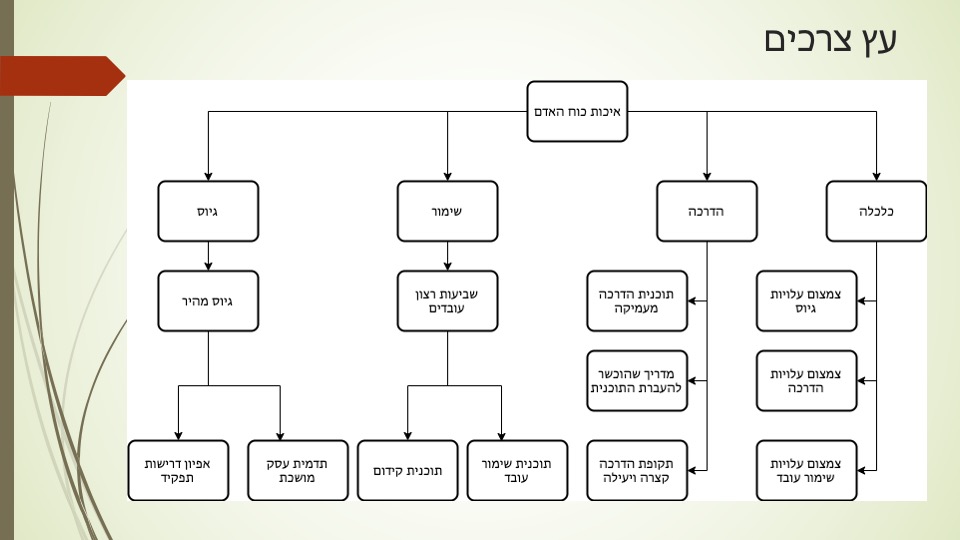 עץ צרכים
איכות כוח האדם
כלכלה
הדרכה
שימור
גיוס
צמצום עלויות
גיוס
תוכנית הדרכה
מעמיקה
שביעות רצון
עובדים
גיוס מהיר
צמצום עלויות
הדרכה
מדריך שהוכשר
להעברת התוכנית
צמצום עלויות
שימור עובד
תקופת הדרכה
קצרה ויעילה
תוכנית שימור
עובד
תוכנית קידום
תדמית עסק
מושכת
אפיון דרישות
תפקיד